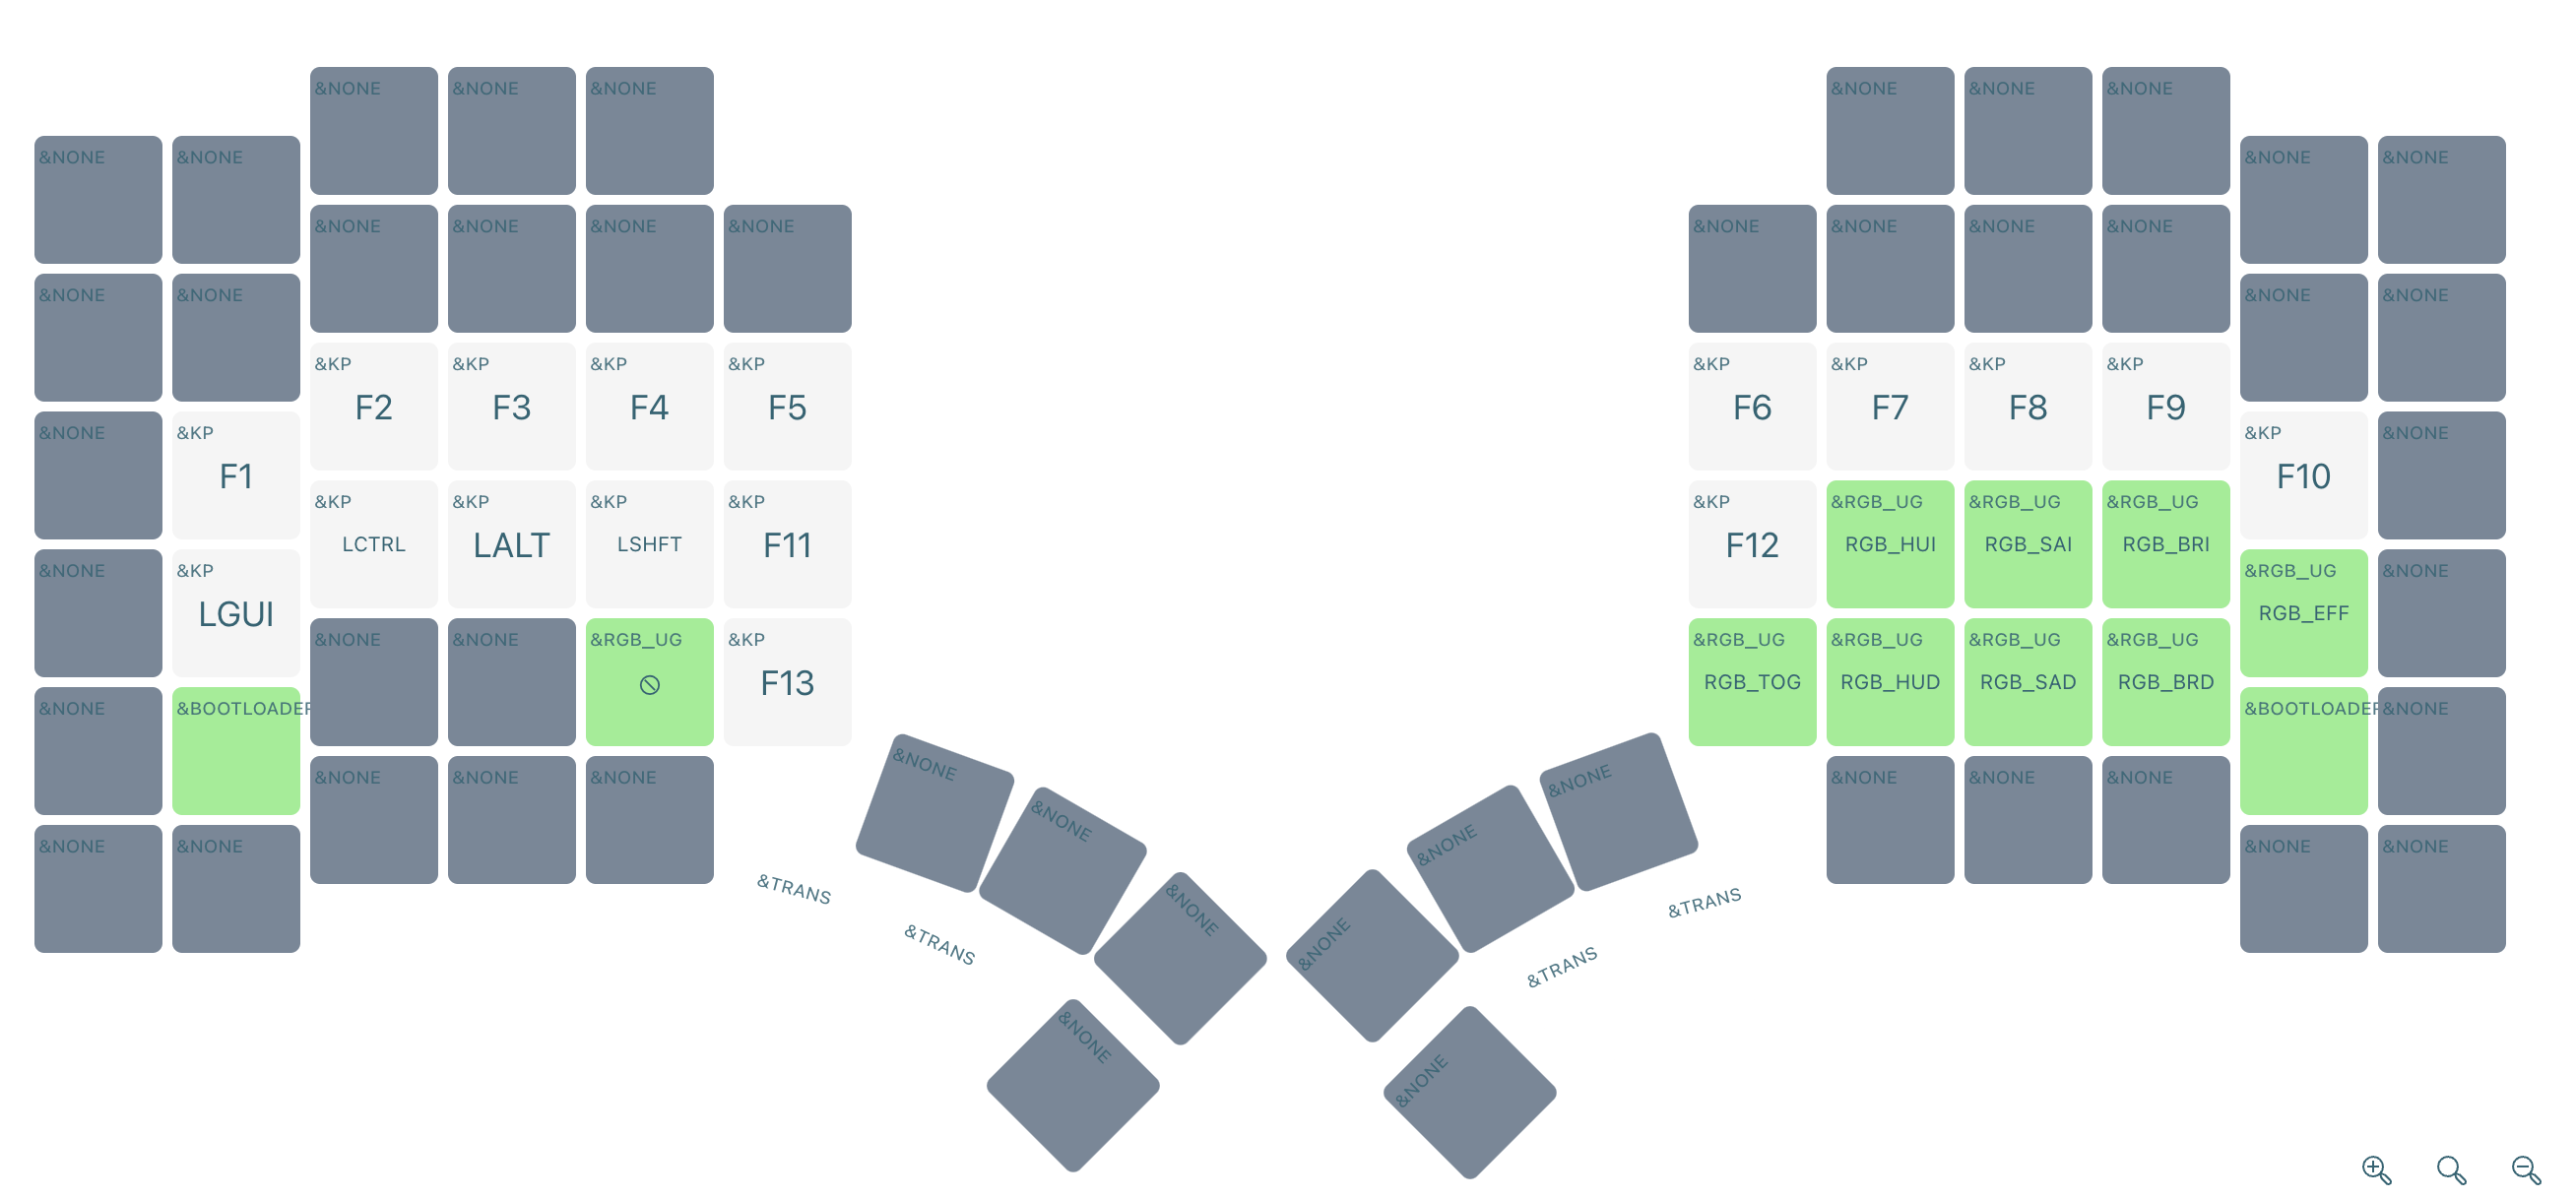 &NONE &NONE &NONE &NONE &NONE &NONE
&NONE &NONE &NONE &NONE
&NONE &NONE &NONE &NONE &NONE &NONE &NONE &NONE
&NONE &NONE &NONE &NONE
&KP &KP &KP &KP &KP &KP &KP &KP
F2 F3 F4 F5 F6 F7 F8 F9
&NONE &KP &KP &NONE
F1 F10
&KP &KP &KP &KP &KP &RGB_UG &RGB_UG &RGB_UG
LCTRL LALT LSHFT F11 F12 RGB_HUI RGB_SAI RGB_BRI
&NONE &KP &RGB_UG &NONE
LGUI RGB_EFF
&NONE &NONE &RGB_UG &KP &RGB_UG &RGB_UG &RGB_UG &RGB_UG
F13 RGB_TOG RGB_HUD RGB_SAD RGB_BRD
&NONE &BOOTLOADER &BOOTLOADER &NONE
&NONE &NONE &NONE &NONE &NONE &NONE &NONE &NONE
&NONE &NONE &NONE &NONE &NONE &NONE
&TRANS &NONE &NONE &TRANS
&TRANS &NONE &TRANS
&NONE &NONE